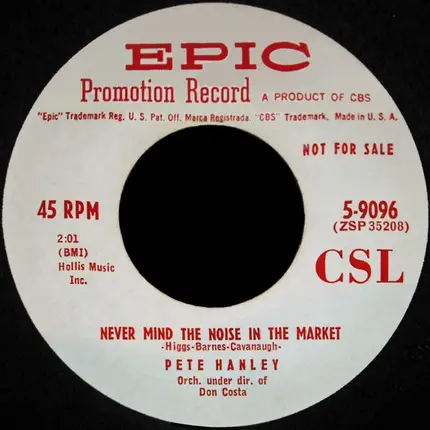 EPIC
Promotion Record A PRODUCT OF CBS
"Epic" Trademark Reg. U. S. Pat. Off. Marca Registrada. "CBS" Trademark. Made in U. S. A.
NOT FOR SALE
45 RPM
5-9096
(ZSP 35208)
2:01
(BMI)
Hollis Music
Inc.
CSL
NEVER MIND THE NOISE IN THE MARKET
-Higgs-Barnes-Cavanaugh-
PETE HANLEY
Orch. under dir. of
Don Costa